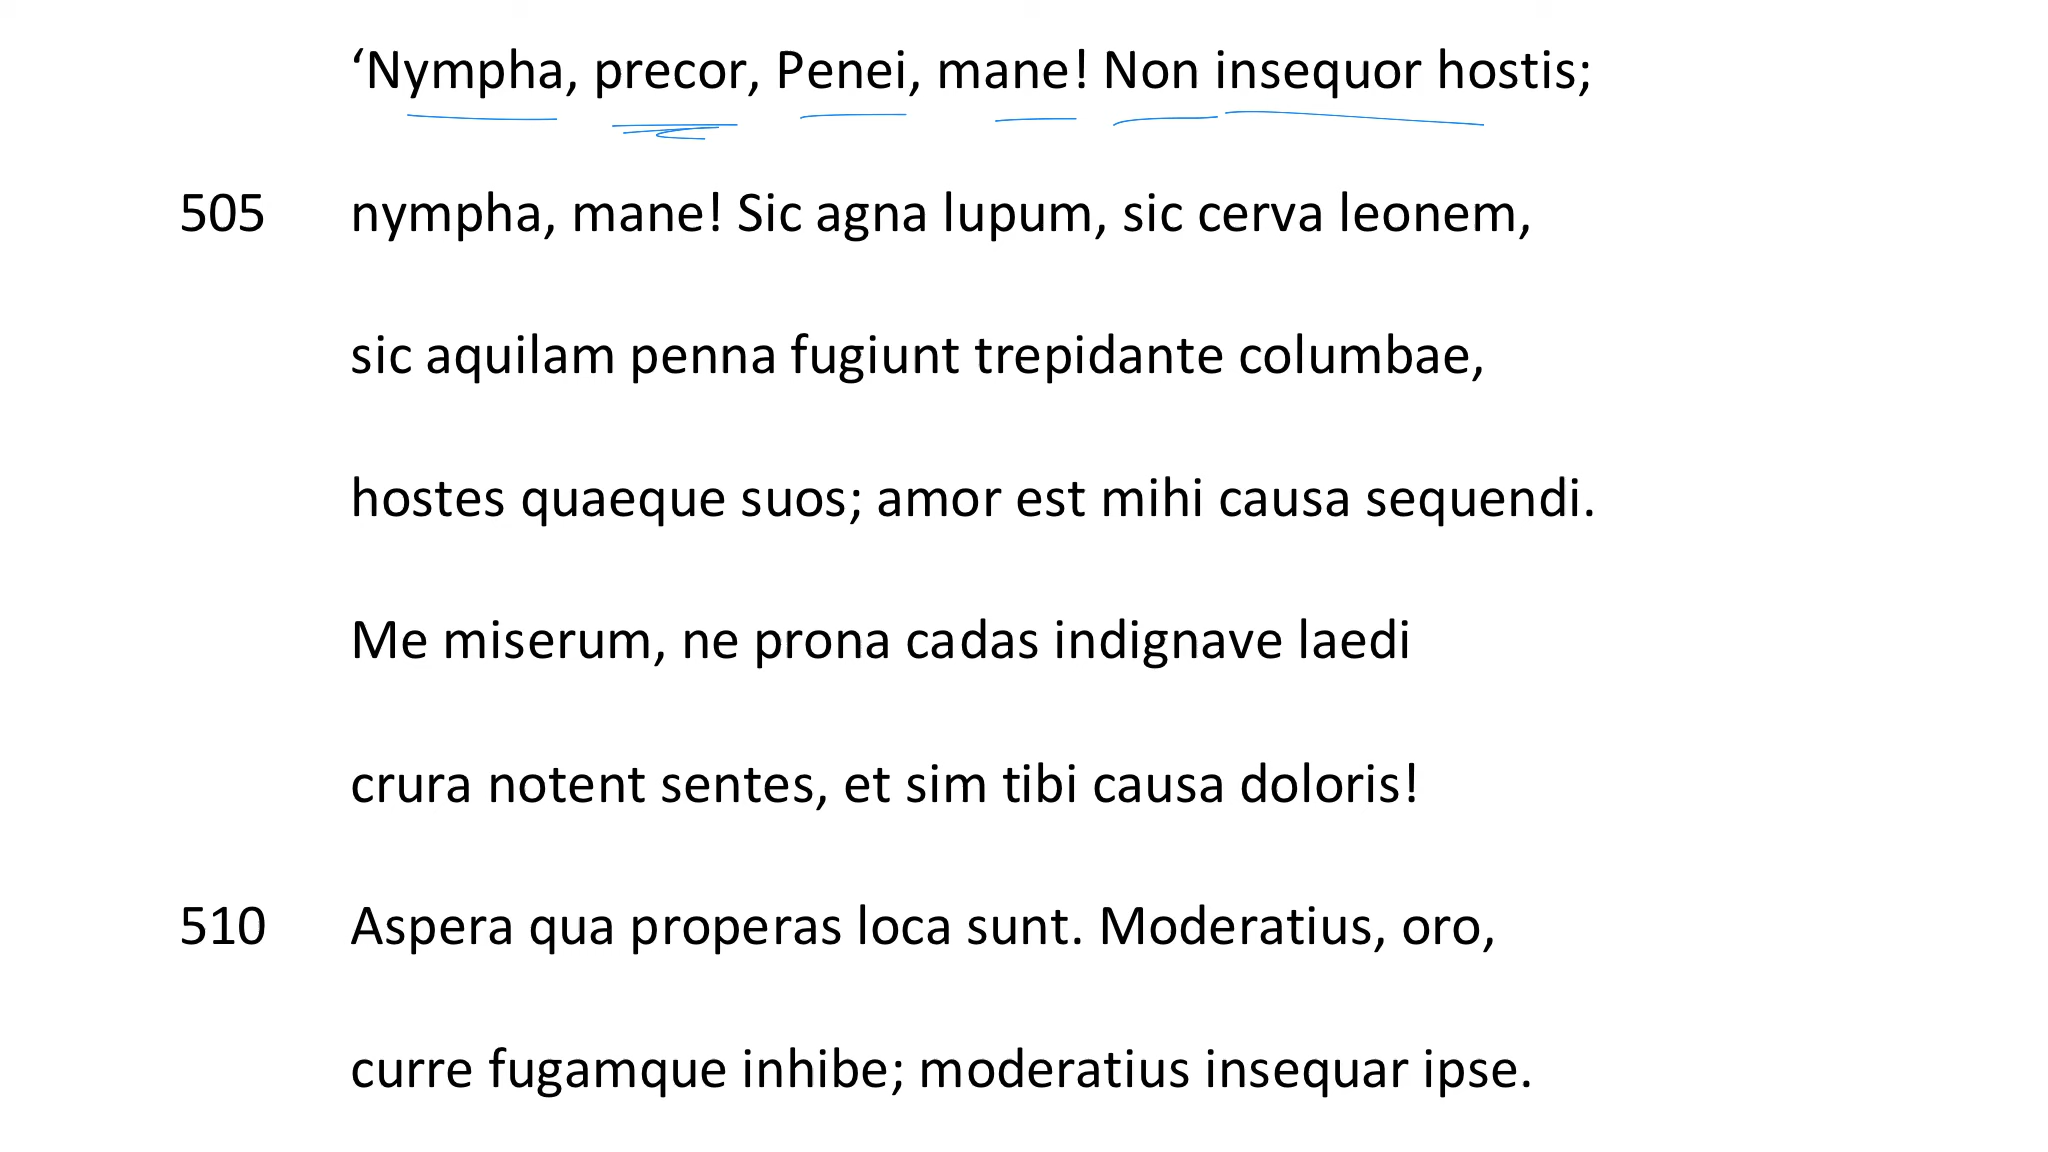 ‘Nympha, precor, Penei, mane! Non insequor hostis;
505 nympha, mane! Sic agna lupum, sic cerva leonem,
sic aquilam penna fugiunt trepidante columbae,
hostes quaeque suos; amor est mihi causa sequendi.
Me miserum, ne prona cadas indignave laedi
crura notent sentes, et sim tibi causa doloris!
510 Aspera qua properas loca sunt. Moderatius, oro,
curre fugamque inhibe; moderatius insequar ipse.